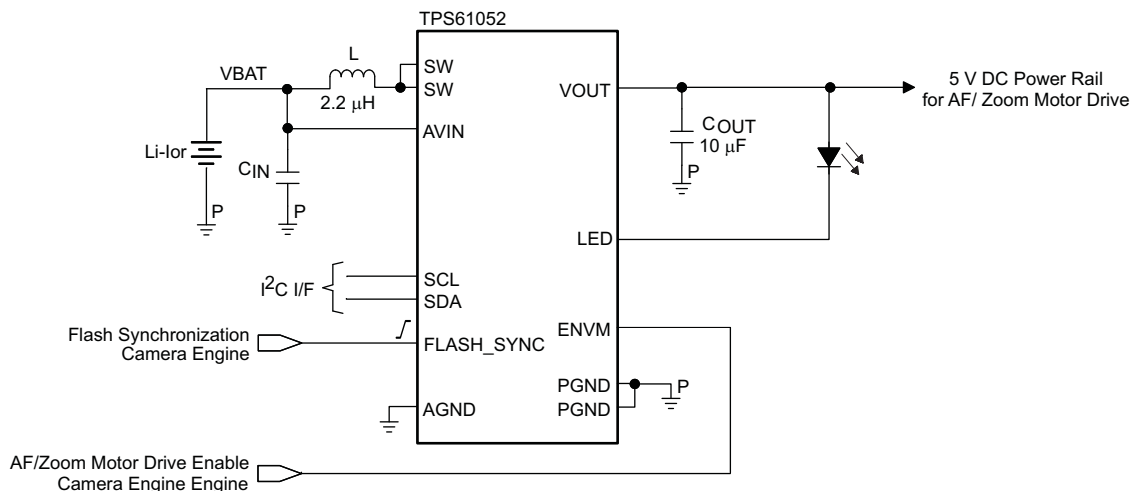 TPS61052
L
VBAT
2.2 μH
SW
SW
AVIN
Li-Ior
CIN
P
P
VOUT
COUT
10 μF
P
5 V DC Power Rail
for AF/ Zoom Motor Drive
LED
I2C I/F
SCL
SDA
Flash Synchronization
Camera Engine
FLASH_SYNC
ENVM
AGND
PGND
PGND
P
AF/Zoom Motor Drive Enable
Camera Engine Engine